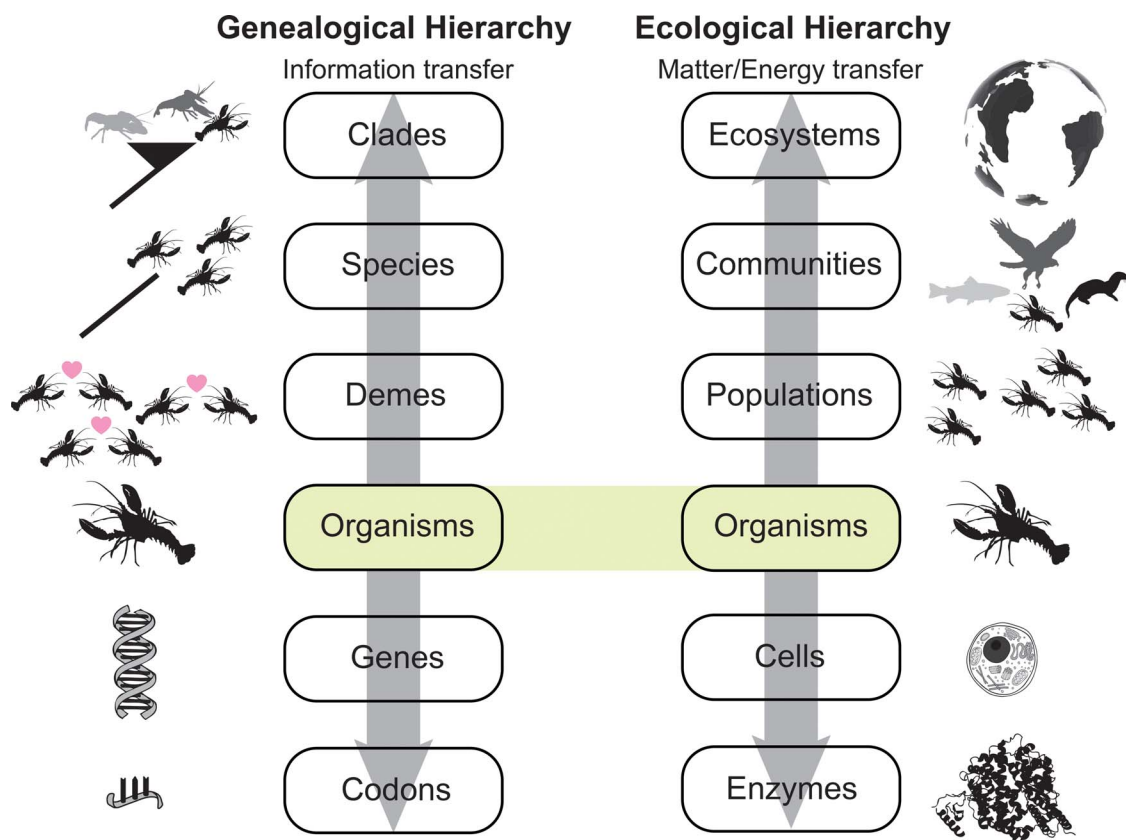 Genealogical Hierarchy
Information transfer
Clades
Species
Demes
Organisms
Genes
Codons
Ecological Hierarchy
Matter/Energy transfer
Ecosystems
Communities
Populations
Organisms
Cells
Enzymes